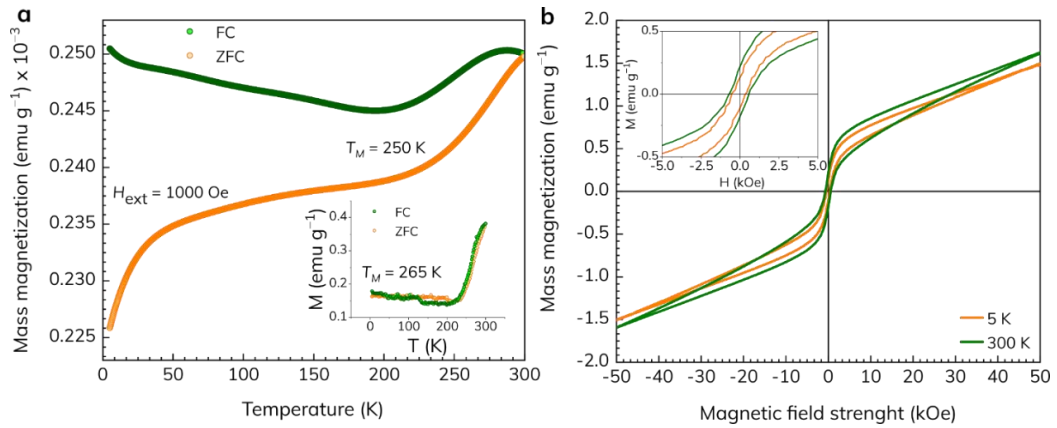 a
Mass magnetization (emu g⁻¹) x 10⁻³
0.250
0.245
0.240
0.235
0.230
0.225
FC
ZFC
T_M = 250 K
H_ext = 1000 Oe
M (emu g⁻¹)
0.4
0.3
0.2
0.1
FC
ZFC
T_M = 265 K
0 100 200 300
T (K)
0 50 100 150 200 250 300
Temperature (K)
b
Mass magnetization (emu g⁻¹)
2.0
1.5
1.0
0.5
0.0
-0.5
-1.0
-1.5
-2.0
M (emu g⁻¹)
0.5
0.0
-0.5
-5.0 -2.5 0.0 2.5 5.0
H (kOe)
5 K
300 K
-50 -40 -30 -20 -10 0 10 20 30 40 50
Magnetic field strenght (kOe)